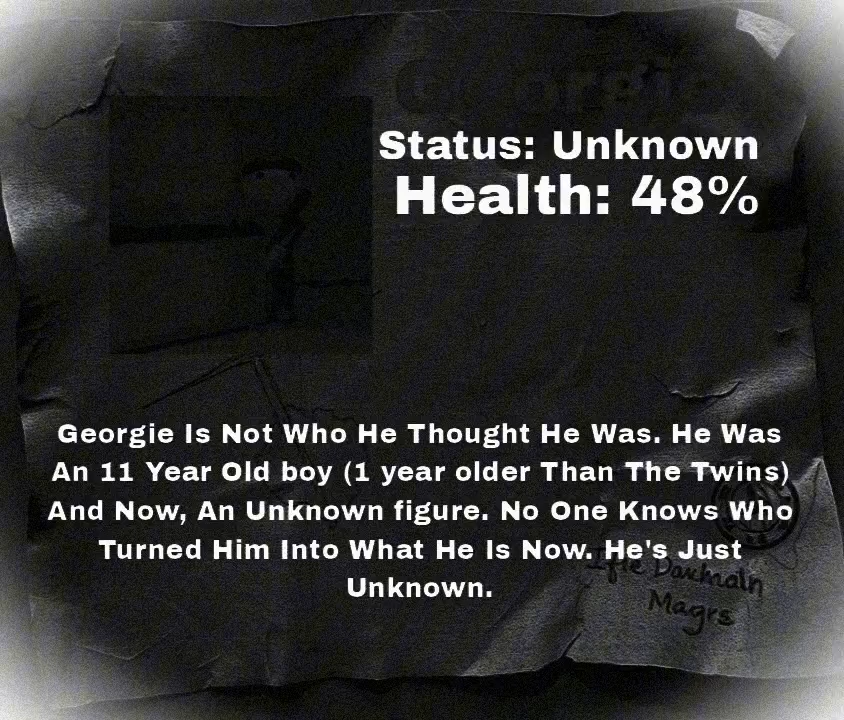 Georgie
Status: Unknown
Health: 48%
Georgie Is Not Who He Thought He Was. He Was
An 11 Year Old boy (1 year older Than The Twins)
And Now, An Unknown figure. No One Knows Who
Turned Him Into What He Is Now. He's Just
Unknown.
Magrs